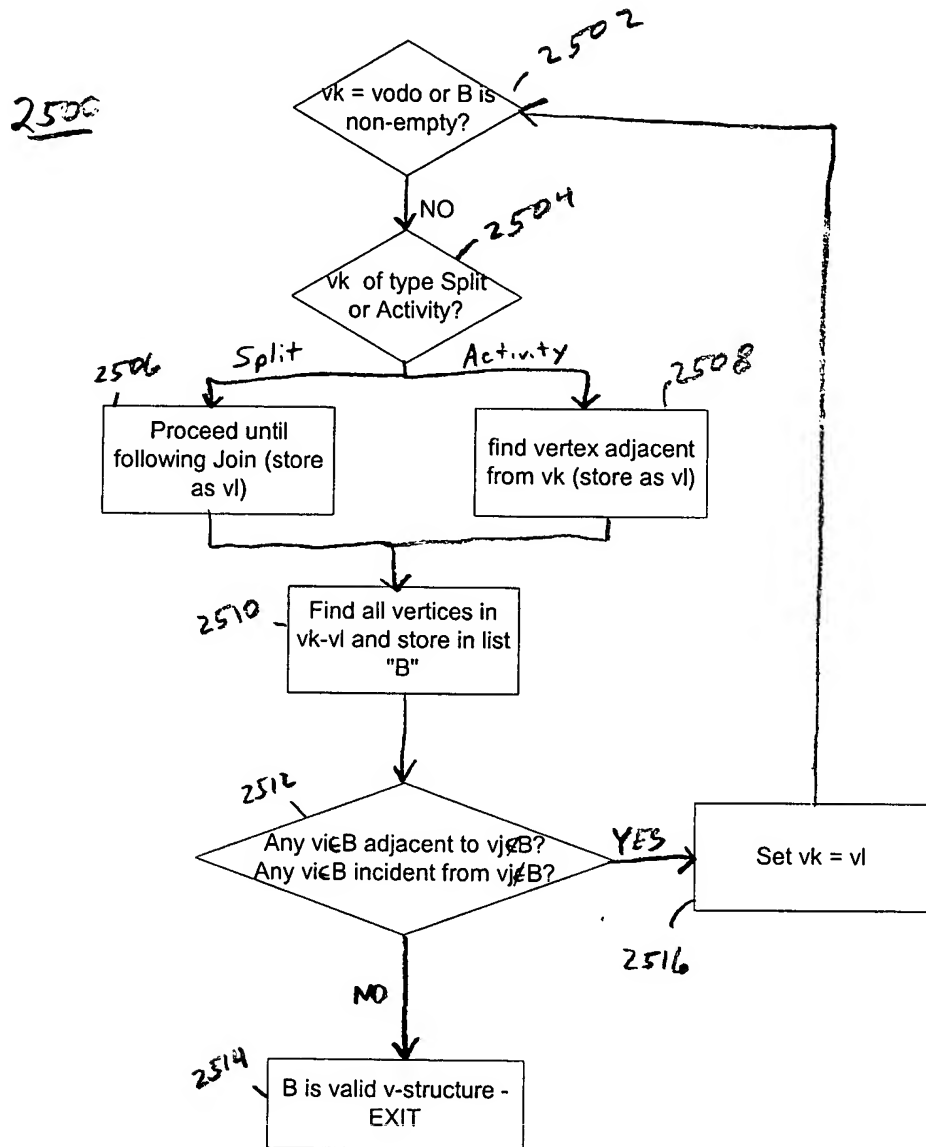 2502
2500
vk = vodo or B is
non-empty?
NO
2504
vk of type Split
or Activity?
Split
Activity
2506
2508
Proceed until
following Join (store
as vl)
find vertex adjacent
from vk (store as vl)
2510
Find all vertices in
vk-vl and store in list
"B"
2512
Any vi∈B adjacent to vj∉B?
Any vi∈B incident from vj∉B?
YES
Set vk = vl
2516
NO
2514
B is valid v-structure -
EXIT